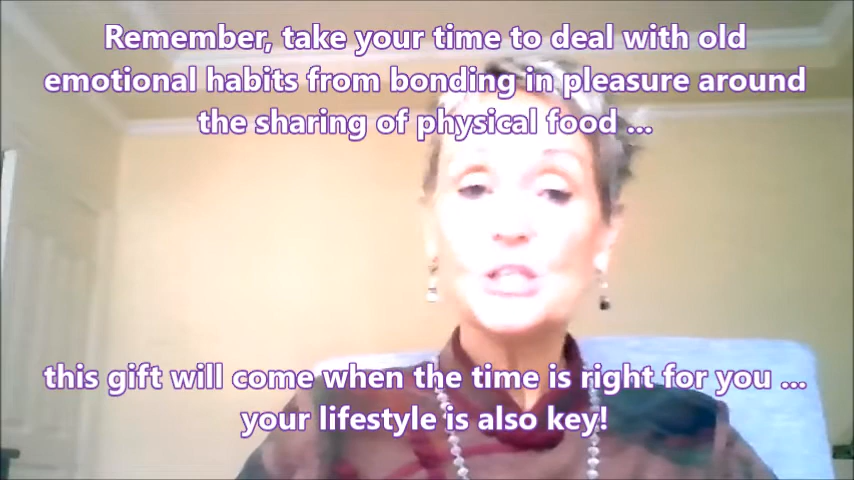 Remember, take your time to deal with old
emotional habits from bonding in pleasure around
the sharing of physical food ...
this gift will come when the time is right for you ...
your lifestyle is also key!